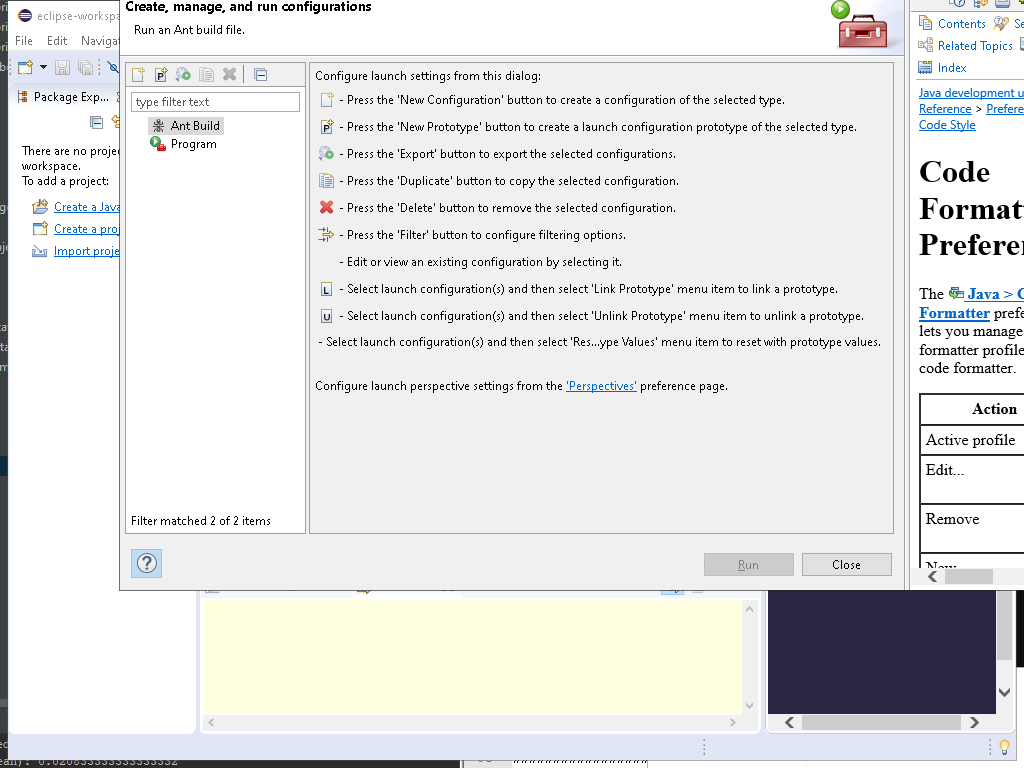 Create, manage, and run configurations
Run an Ant build file.
eclipse-workspa
File Edit Navigat
Package Exp...
There are no proje
workspace.
To add a project:
Create a Java
Create a proj
Import proje
type filter text
Ant Build
Program
Filter matched 2 of 2 items
Configure launch settings from this dialog:
- Press the 'New Configuration' button to create a configuration of the selected type.
- Press the 'New Prototype' button to create a launch configuration prototype of the selected type.
- Press the 'Export' button to export the selected configurations.
- Press the 'Duplicate' button to copy the selected configuration.
- Press the 'Delete' button to remove the selected configuration.
- Press the 'Filter' button to configure filtering options.
- Edit or view an existing configuration by selecting it.
L - Select launch configuration(s) and then select 'Link Prototype' menu item to link a prototype.
U - Select launch configuration(s) and then select 'Unlink Prototype' menu item to unlink a prototype.
- Select launch configuration(s) and then select 'Res...ype Values' menu item to reset with prototype values.
Configure launch perspective settings from the 'Perspectives' preference page.
Run
Close
Contents Se
Related Topics
Index
Java development u
Reference > Prefere
Code Style
Code
Formatt
Preferen
The Java > C
Formatter prefe
lets you manage
formatter profile
code formatter.
Action
Active profile
Edit...
Remove
New
ean): 0.020833333333333332